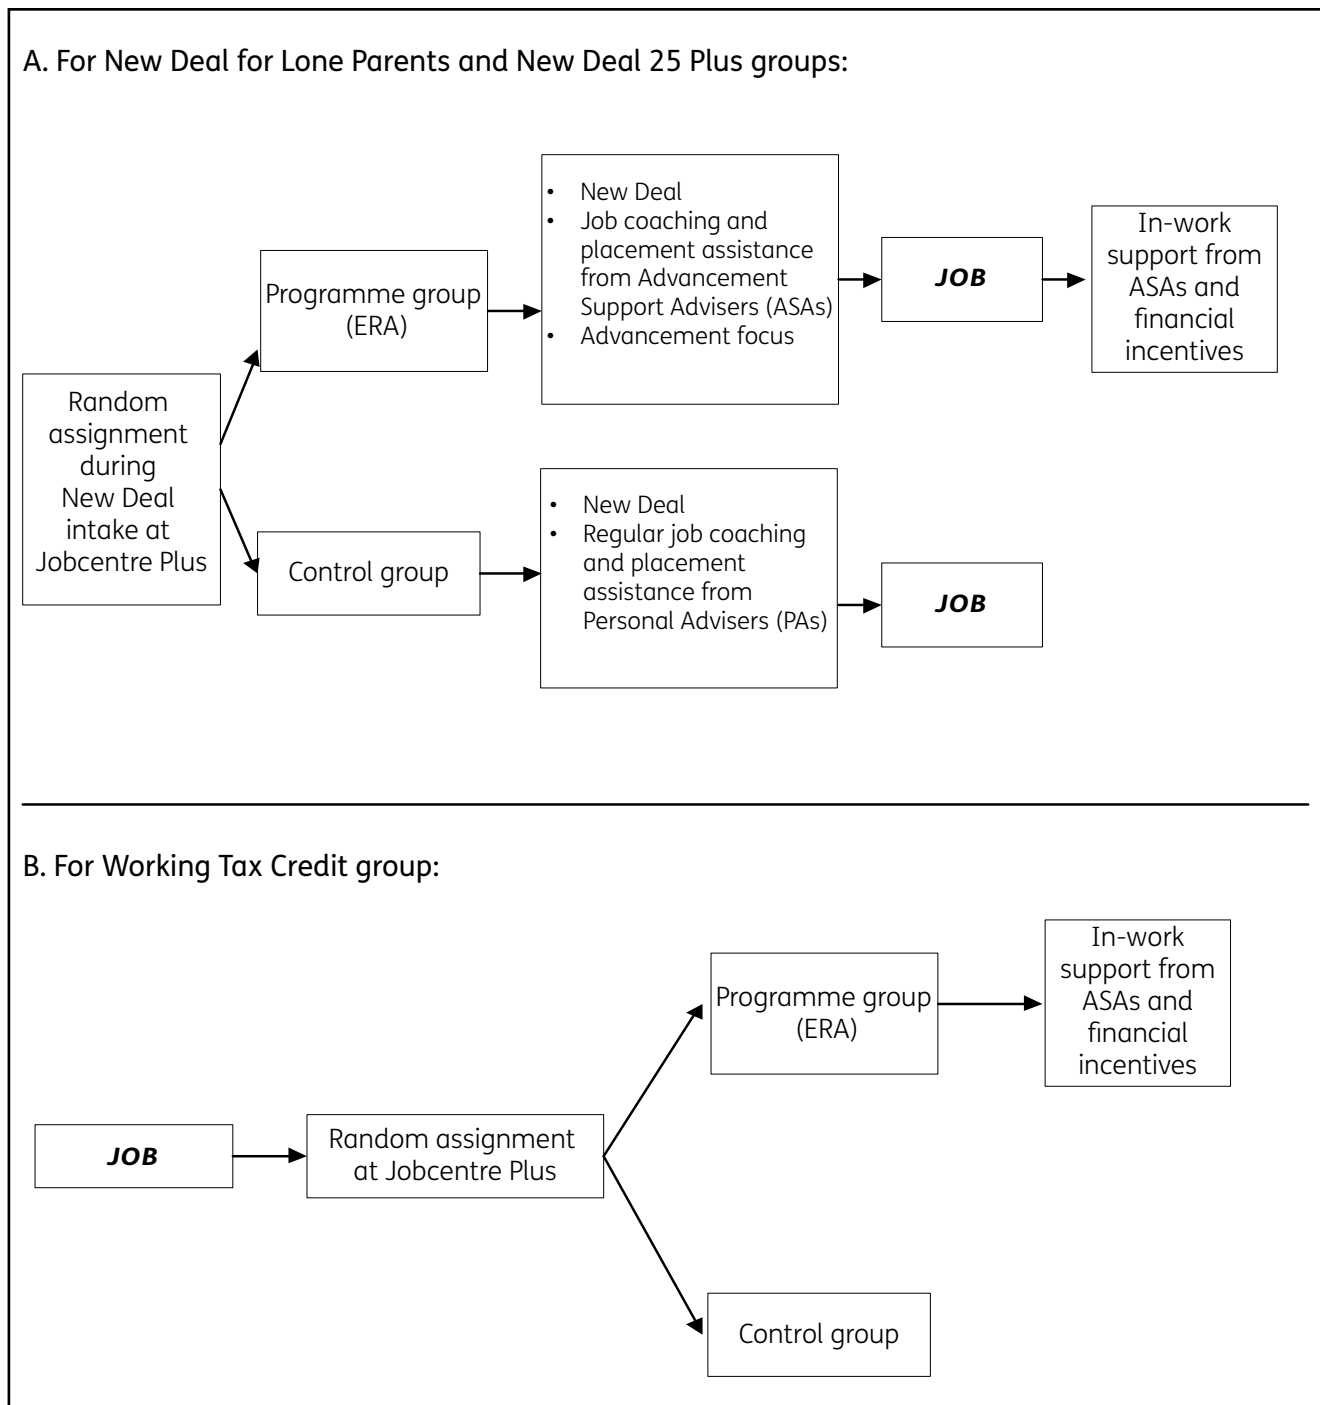 A. For New Deal for Lone Parents and New Deal 25 Plus groups:
Random
assignment
during
New Deal
intake at
Jobcentre Plus
Programme group
(ERA)
• New Deal
• Job coaching and
placement assistance
from Advancement
Support Advisers (ASAs)
• Advancement focus
JOB
In-work
support from
ASAs and
financial
incentives
Control group
• New Deal
• Regular job coaching
and placement
assistance from
Personal Advisers (PAs)
JOB
B. For Working Tax Credit group:
JOB
Random assignment
at Jobcentre Plus
Programme group
(ERA)
In-work
support from
ASAs and
financial
incentives
Control group